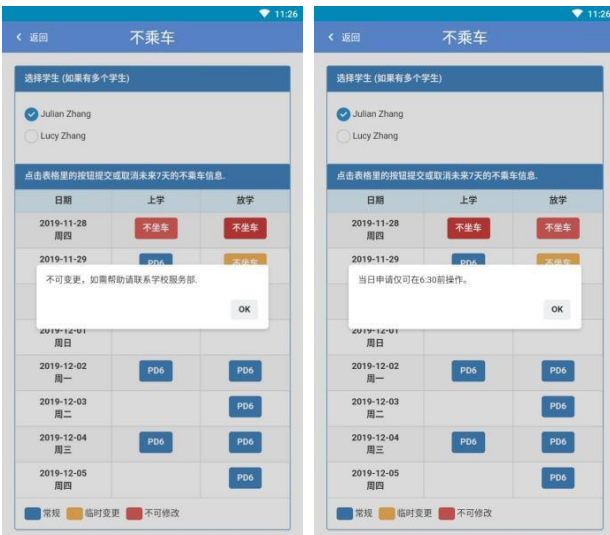 11:26
返回 不乘车
选择学生 (如果有多个学生)
Julian Zhang
Lucy Zhang
点击表格里的按钮提交或取消未来7天的不乘车信息.
日期 上学 放学
2019-11-28 不坐车 不坐车
周四
2019-11-29 PD6 不坐车
不可变更，如需帮助请联系学校服务部.
OK
2019-12-01
周日
2019-12-02 PD6 PD6
周一
2019-12-03 PD6
周二
2019-12-04 PD6 PD6
周三
2019-12-05 PD6
周四
常规 临时变更 不可修改
11:26
返回 不乘车
选择学生 (如果有多个学生)
Julian Zhang
Lucy Zhang
点击表格里的按钮提交或取消未来7天的不乘车信息.
日期 上学 放学
2019-11-28 不坐车 不坐车
周四
2019-11-29 PD6 不坐车
当日申请仅可在6:30前操作。
OK
2019-12-01
周日
2019-12-02 PD6 PD6
周一
2019-12-03 PD6
周二
2019-12-04 PD6 PD6
周三
2019-12-05 PD6
周四
常规 临时变更 不可修改